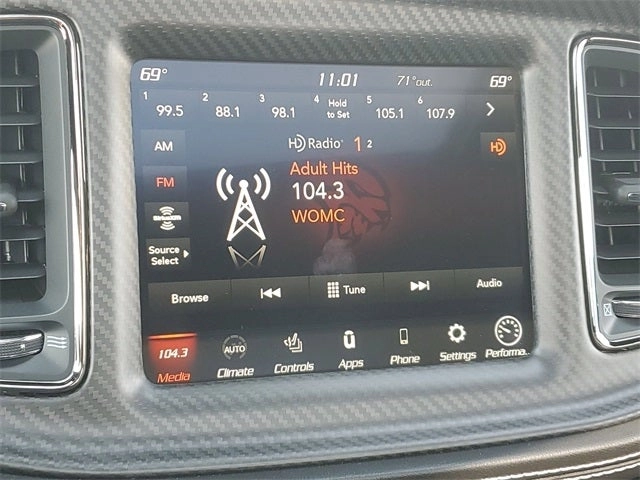 69° 11:01 71°out. 69°
1 99.5 2 88.1 3 98.1 4 Hold to Set 5 105.1 6 107.9
AM HD Radio 1 2 HD
Adult Hits
FM 104.3
WOMC
SiriusXM
Source Select
Browse Tune Audio
104.3 AUTO
Media Climate Controls Apps Phone Settings Performa..